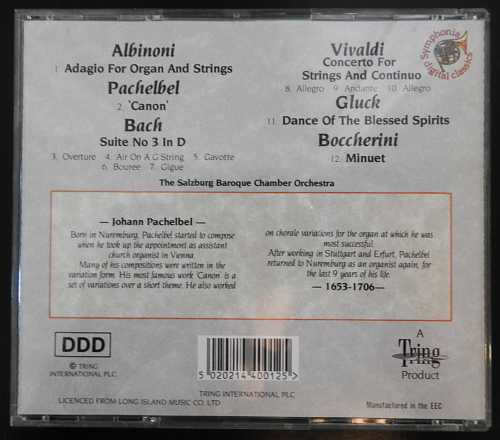 Albinoni
1 Adagio For Organ And Strings
Pachelbel
2. 'Canon'
Bach
Suite No 3 In D
3. Overture 4. Air On A G String 5. Gavotte
6. Bouree 7. Gigue
Vivaldi
Concerto For
Strings And Continuo
8. Allegro 9. Andante 10. Allegro
Gluck
11. Dance Of The Blessed Spirits
Boccherini
12. Minuet
Symphonia
digital classics
The Salzburg Baroque Chamber Orchestra
— Johann Pachelbel —
Born in Nuremburg, Pachelbel started to compose
when he took up the appointment as assistant
church organist in Vienna.
Many of his compositions were written in the
variation form. His most famous work 'Canon' is a
set of variations over a short theme. He also worked
on chorale variations for the organ at which he was
most successful.
After working in Stuttgart and Erfurt, Pachelbel
returned to Nuremburg as an organist again, for
the last 9 years of his life.
— 1653-1706—
DDD
Ⓟ TRING
INTERNATIONAL PLC
LICENCED FROM LONG ISLAND MUSIC CO. LTD
5 020214 400125 >
A
Tring
Product
Manufactured in the EEC